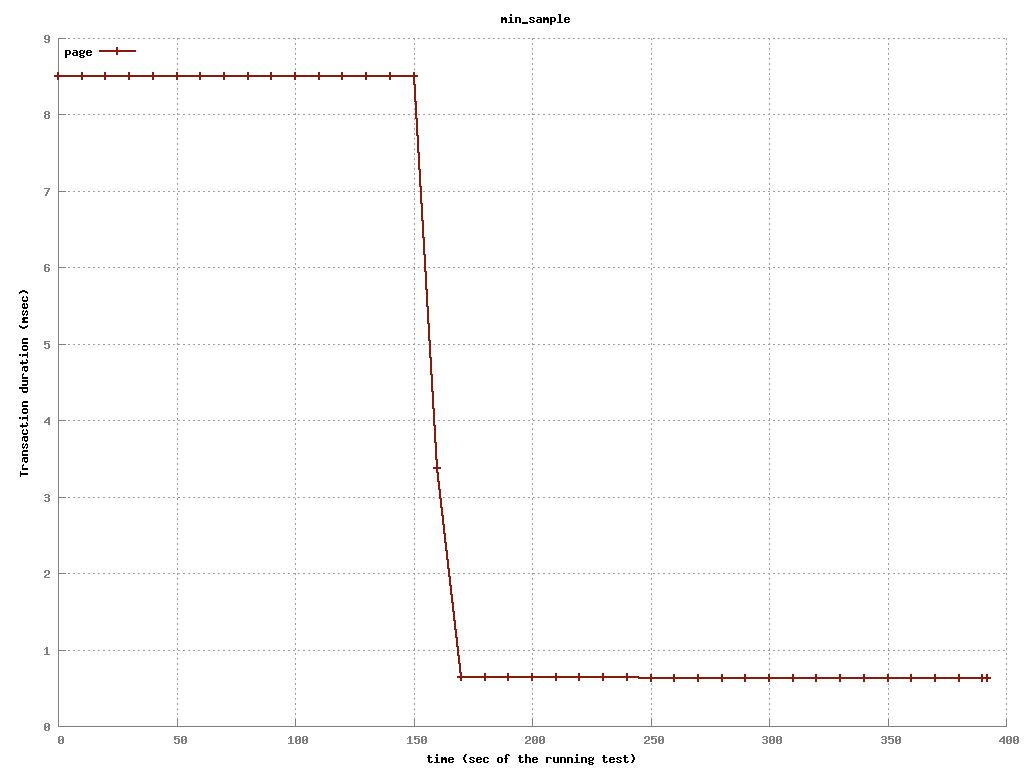 min_sample
page
9
8
7
6
5
4
3
2
1
0
Transaction duration (msec)
0 50 100 150 200 250 300 350 400
time (sec of the running test)